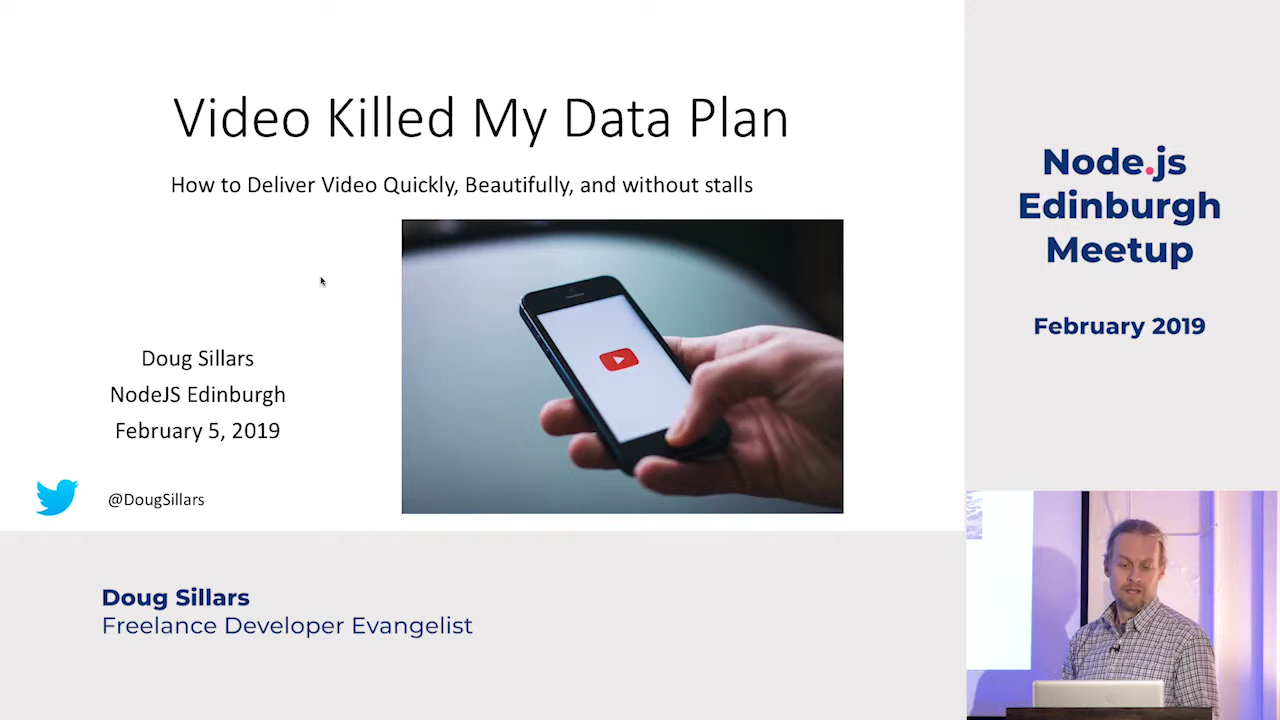 Video Killed My Data Plan
How to Deliver Video Quickly, Beautifully, and without stalls
Doug Sillars
NodeJS Edinburgh
February 5, 2019
@DougSillars
Node.js
Edinburgh
Meetup
February 2019
Doug Sillars
Freelance Developer Evangelist